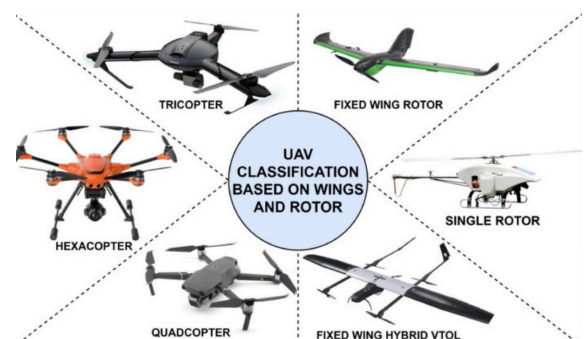 TRICOPTER
FIXED WING ROTOR
UAV
CLASSIFICATION
BASED ON WINGS
AND ROTOR
HEXACOPTER
SINGLE ROTOR
QUADCOPTER
FIXED WING HYBRID VTOL